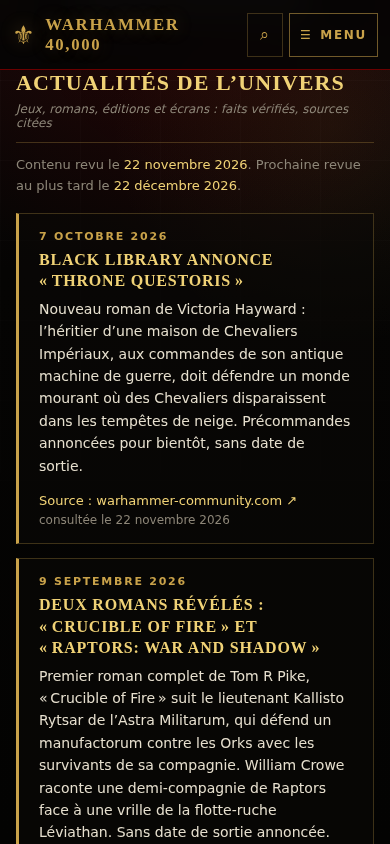 WARHAMMER
40,000
☰ MENU
ACTUALITÉS DE L’UNIVERS
Jeux, romans, éditions et écrans : faits vérifiés, sources
citées
Contenu revu le 22 novembre 2026. Prochaine revue
au plus tard le 22 décembre 2026.
7 OCTOBRE 2026
BLACK LIBRARY ANNONCE
« THRONE QUESTORIS »
Nouveau roman de Victoria Hayward :
l’héritier d’une maison de Chevaliers
Impériaux, aux commandes de son antique
machine de guerre, doit défendre un monde
mourant où des Chevaliers disparaissent
dans les tempêtes de neige. Précommandes
annoncées pour bientôt, sans date de
sortie.
Source : warhammer-community.com ↗
consultée le 22 novembre 2026
9 SEPTEMBRE 2026
DEUX ROMANS RÉVÉLÉS :
« CRUCIBLE OF FIRE » ET
« RAPTORS: WAR AND SHADOW »
Premier roman complet de Tom R Pike,
« Crucible of Fire » suit le lieutenant Kallisto
Rytsar de l’Astra Militarum, qui défend un
manufactorum contre les Orks avec les
survivants de sa compagnie. William Crowe
raconte une demi-compagnie de Raptors
face à une vrille de la flotte-ruche
Léviathan. Sans date de sortie annoncée.